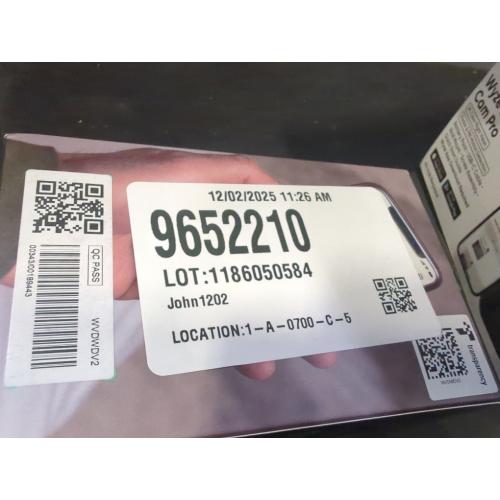 12/02/2025 11:26 AM
9652210
LOT:1186050584
John1202
LOCATION:1-A-0700-C-5
QC PASS
WVDWDV2
transparency
Wyze
Cam Pro